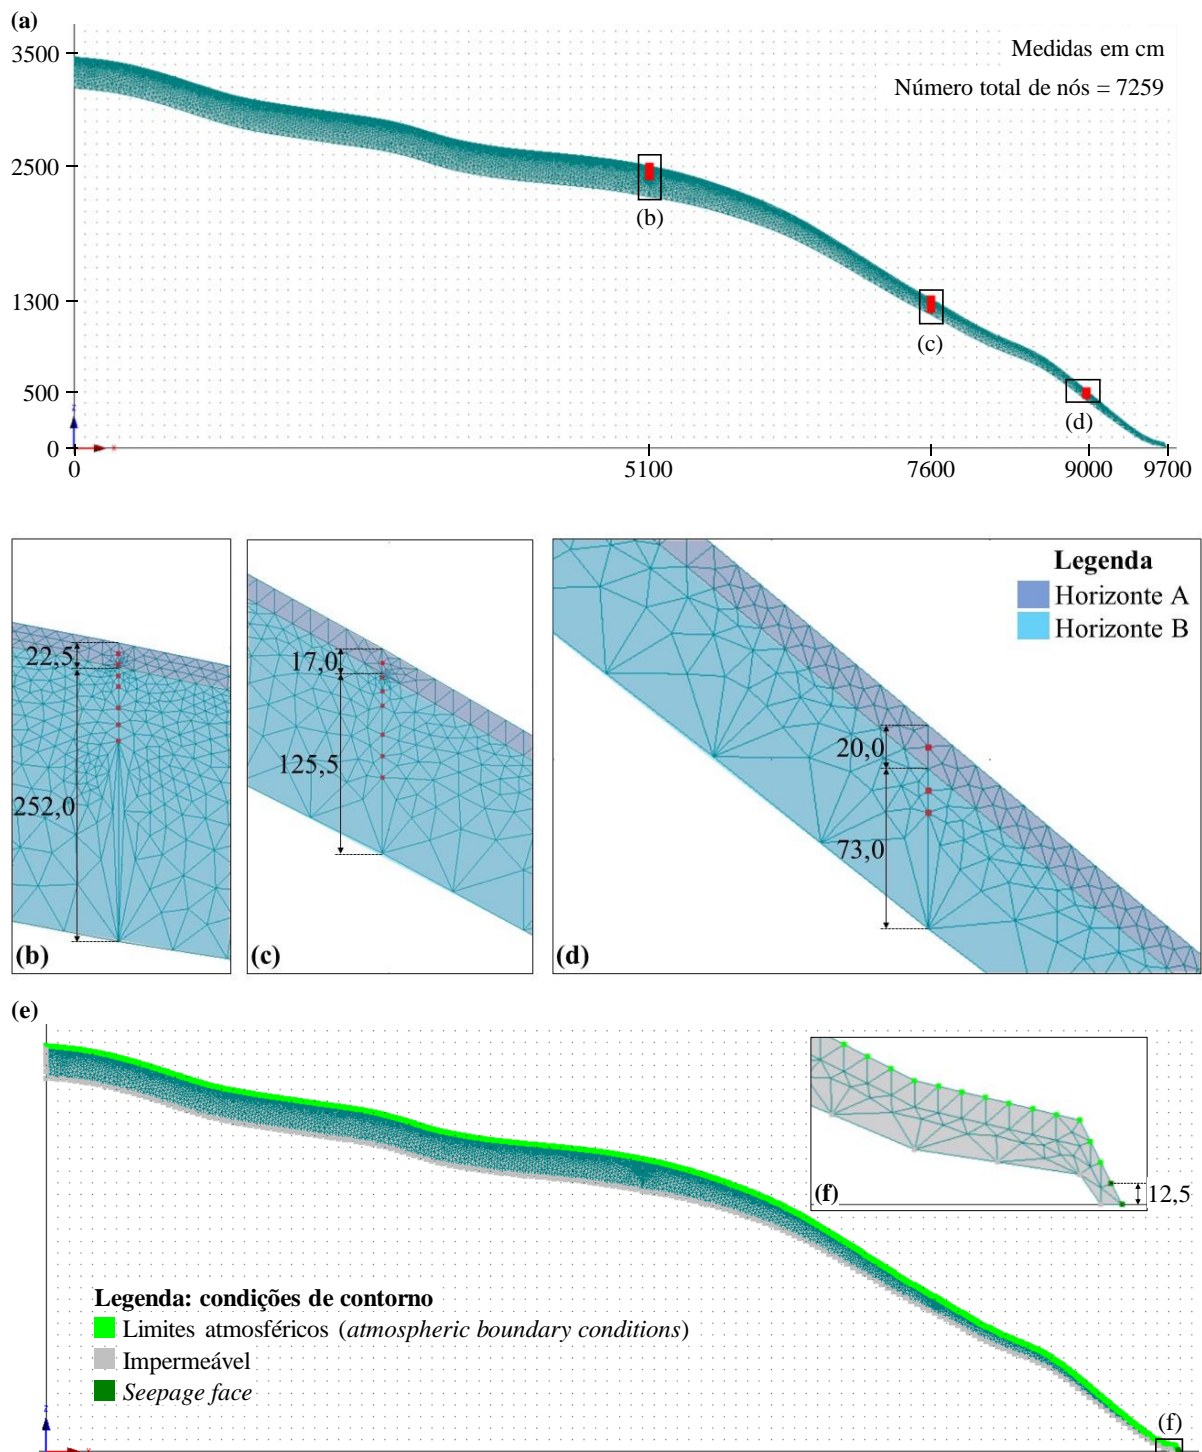 (a)
3500
Medidas em cm
Número total de nós = 7259
2500
(b)
1300
(c)
500
(d)
0
z
x
0
5100
7600
9000
9700
22,5
252,0
(b)
17,0
125,5
(c)
Legenda
Horizonte A
Horizonte B
20,0
73,0
(d)
(e)
(f)
12,5
Legenda: condições de contorno
Limites atmosféricos (atmospheric boundary conditions)
Impermeável
Seepage face
(f)
z
x